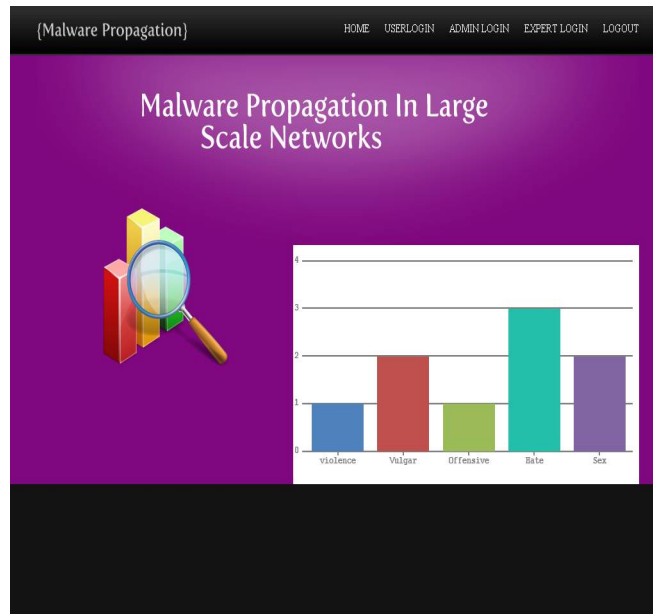 {Malware Propagation}
HOME USERLOGIN ADMIN LOGIN EXPERT LOGIN LOGOUT
Malware Propagation In Large
Scale Networks
4
3
2
1
0
violence Vulgar Offensive Hate Sex